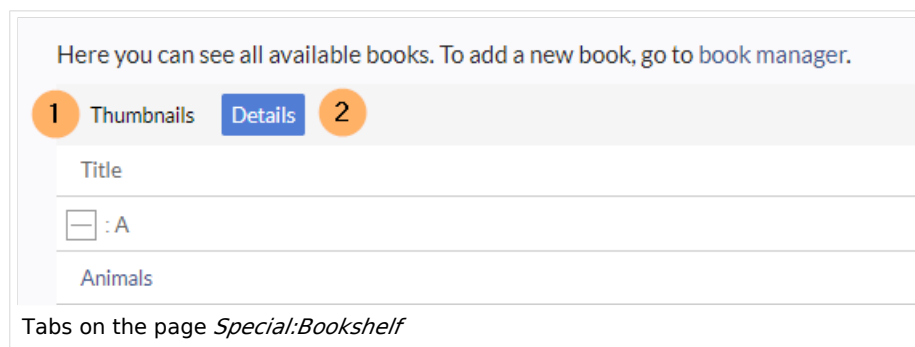 Here you can see all available books. To add a new book, go to book manager.
1 Thumbnails Details 2
Title
: A
Animals
Tabs on the page Special:Bookshelf